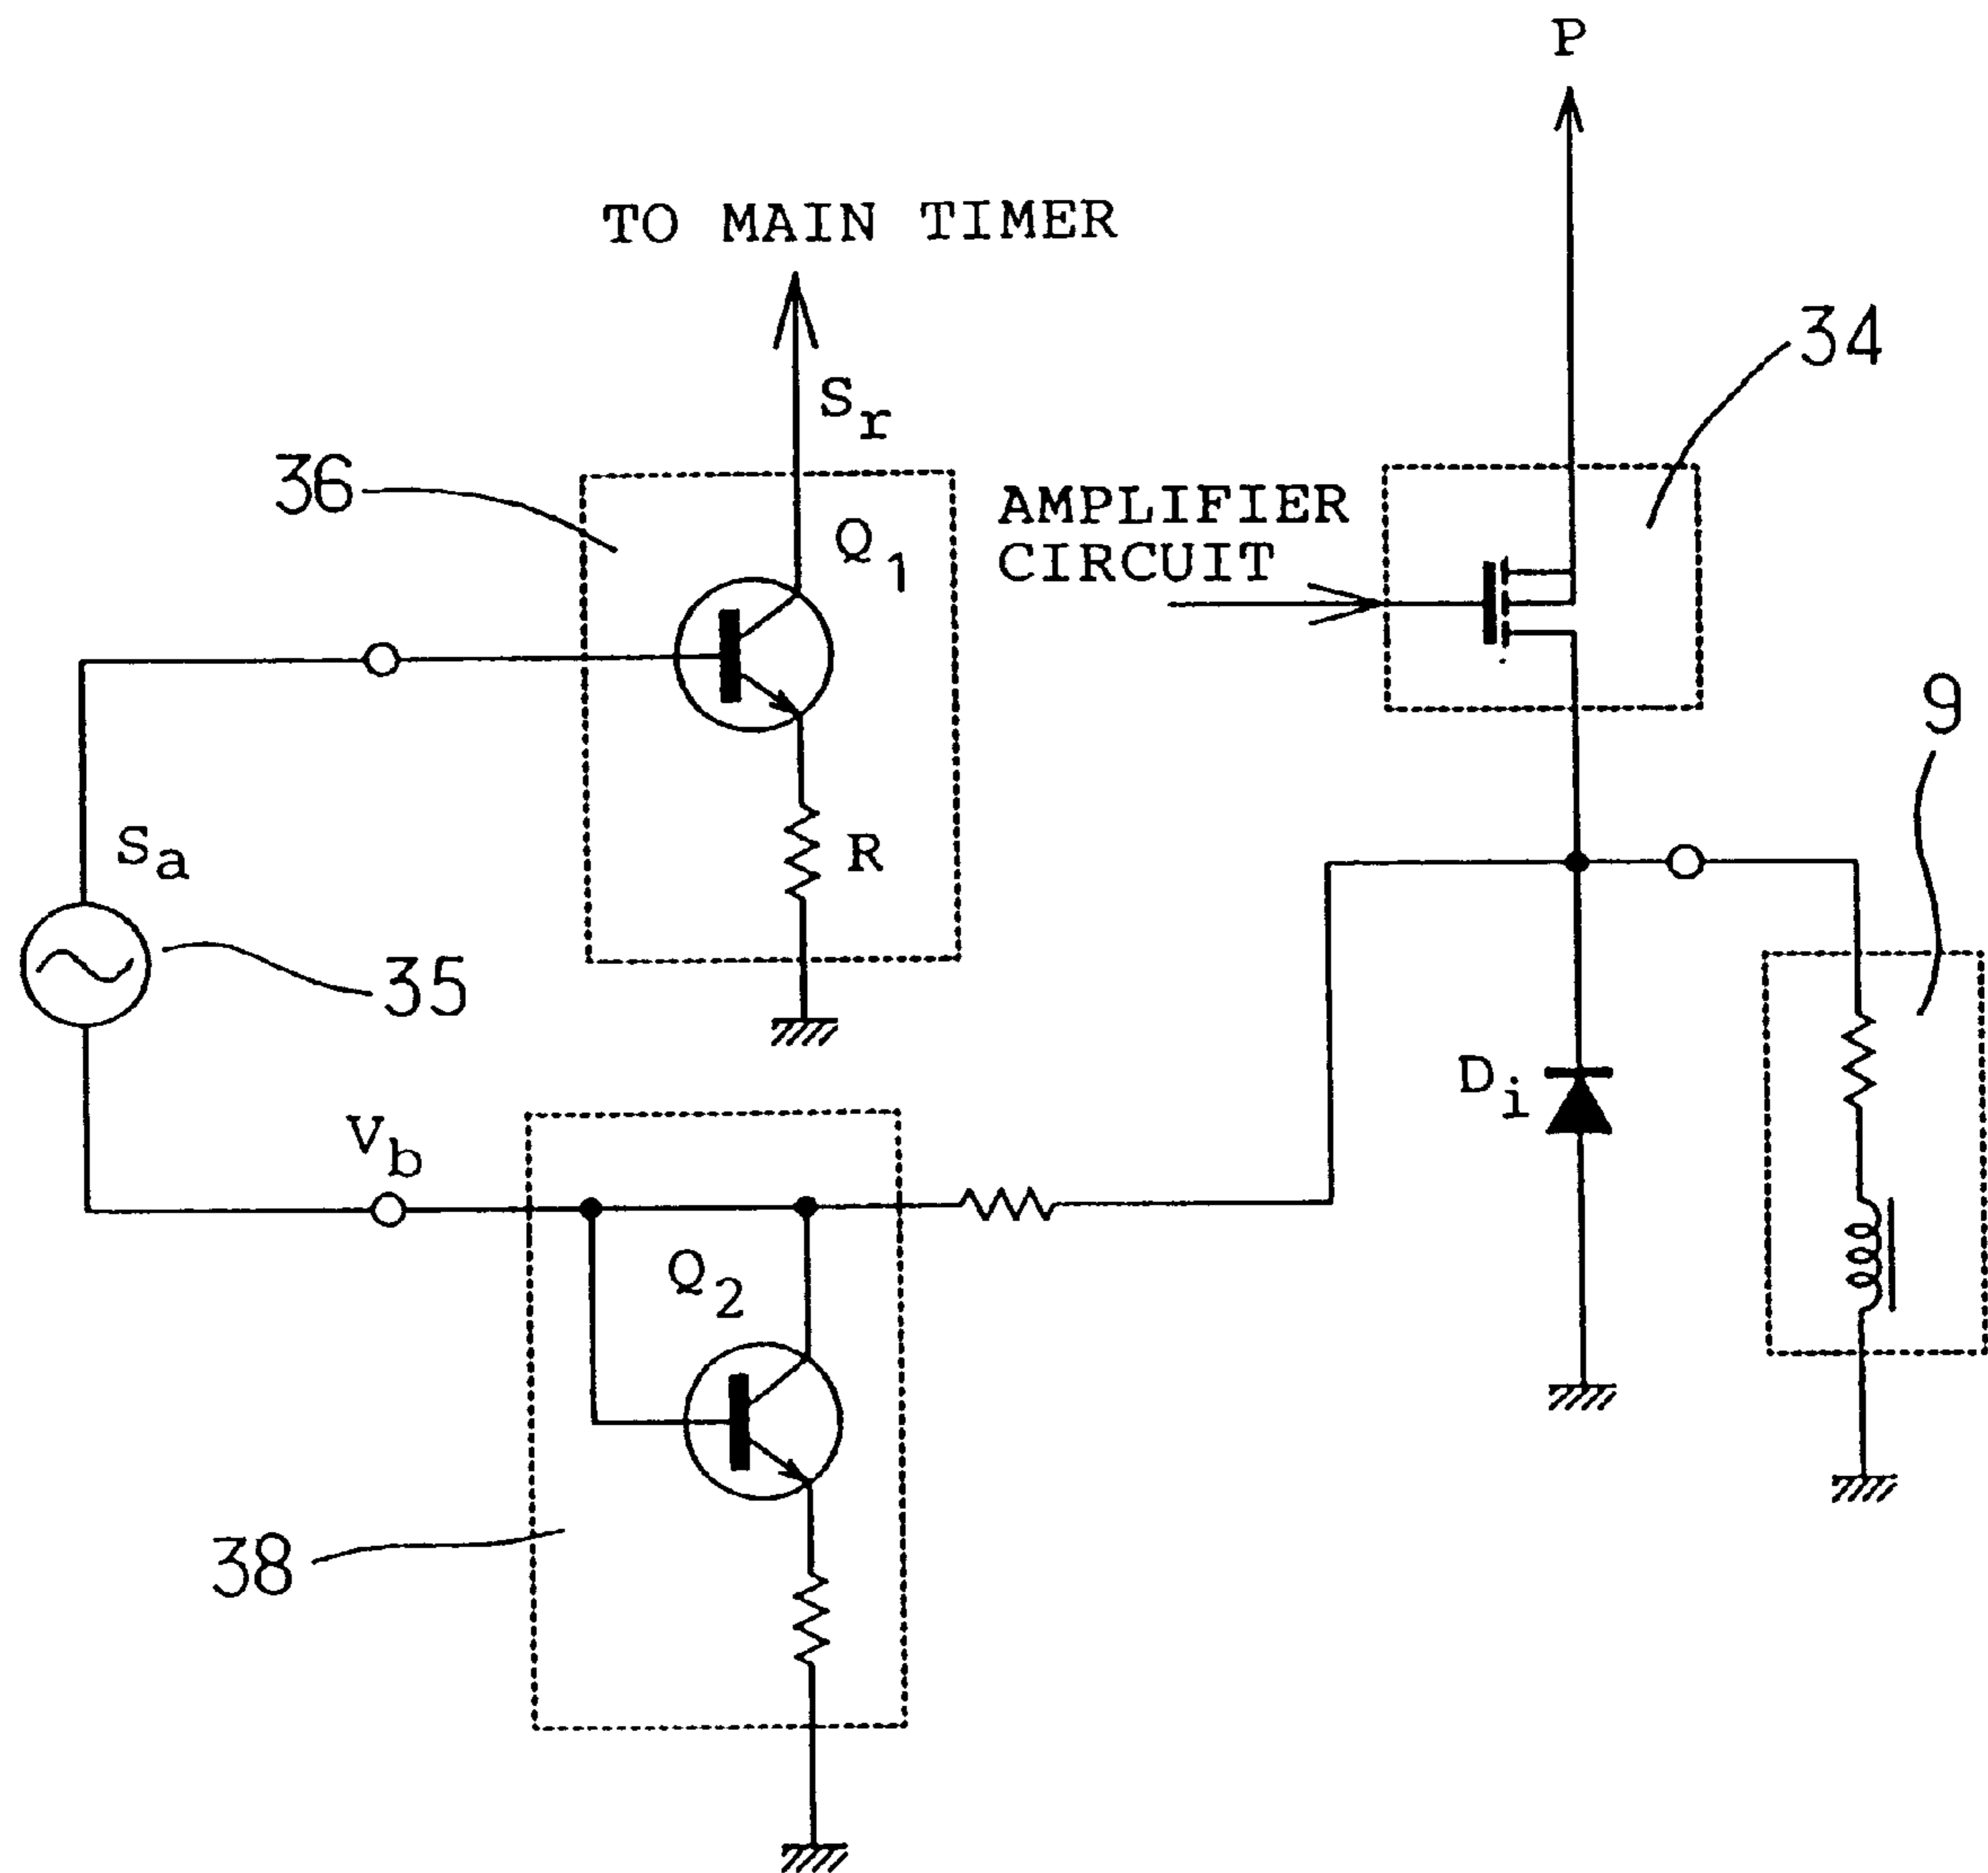 P
TO MAIN TIMER
34
Sr
36
AMPLIFIER
CIRCUIT
Q1
9
Sa
R
35
Di
Vb
Q2
38